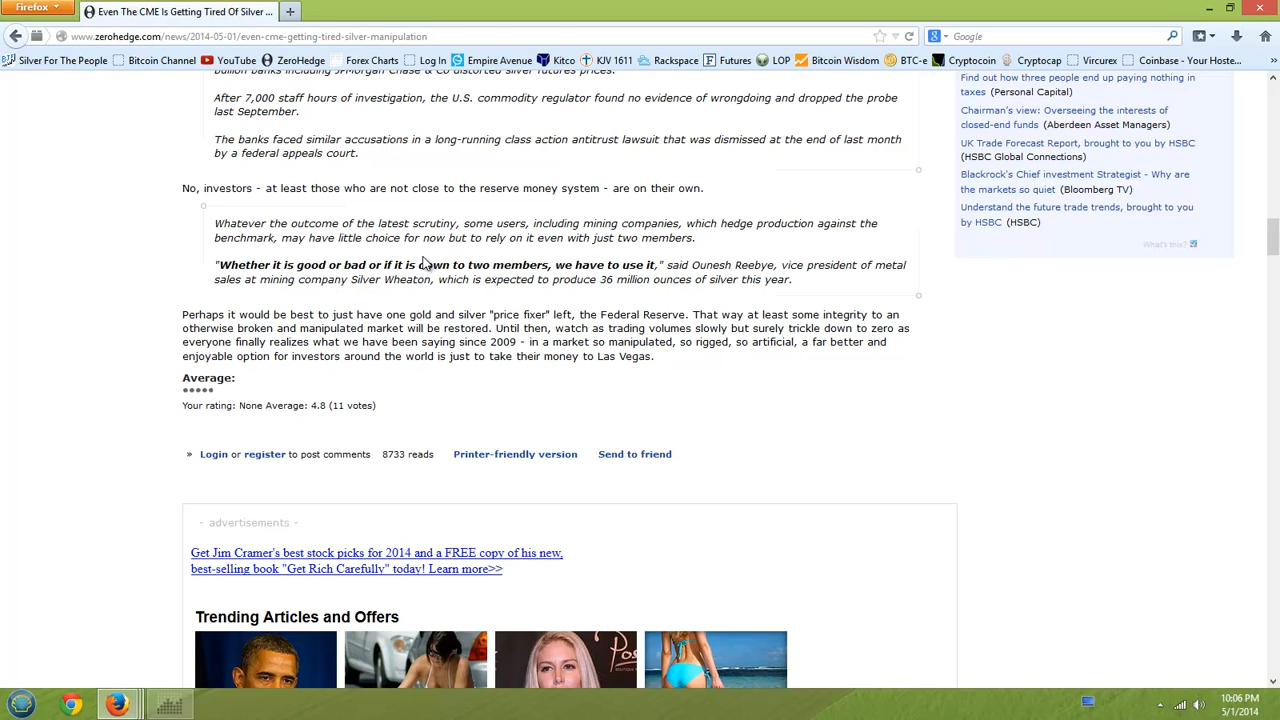 Firefox
Even The CME Is Getting Tired Of Silver ...
www.zerohedge.com/news/2014-05-01/even-cme-getting-tired-silver-manipulation
Google
Silver For The People
Bitcoin Channel
YouTube
ZeroHedge
Forex Charts
Log In
Empire Avenue
Kitco
KJV 1611
Rackspace
Futures
LOP
Bitcoin Wisdom
BTC-e
Cryptocoin
Cryptocap
Vircurex
Coinbase - Your Hoste...
bullion banks including JPMorgan Chase & Co distorted silver futures prices.
After 7,000 staff hours of investigation, the U.S. commodity regulator found no evidence of wrongdoing and dropped the probe
last September.
The banks faced similar accusations in a long-running class action antitrust lawsuit that was dismissed at the end of last month
by a federal appeals court.
No, investors - at least those who are not close to the reserve money system - are on their own.
Whatever the outcome of the latest scrutiny, some users, including mining companies, which hedge production against the
benchmark, may have little choice for now but to rely on it even with just two members.
"Whether it is good or bad or if it is down to two members, we have to use it," said Ounesh Reebye, vice president of metal
sales at mining company Silver Wheaton, which is expected to produce 36 million ounces of silver this year.
Perhaps it would be best to just have one gold and silver "price fixer" left, the Federal Reserve. That way at least some integrity to an
otherwise broken and manipulated market will be restored. Until then, watch as trading volumes slowly but surely trickle down to zero as
everyone finally realizes what we have been saying since 2009 - in a market so manipulated, so rigged, so artificial, a far better and
enjoyable option for investors around the world is just to take their money to Las Vegas.
Average:
Your rating: None Average: 4.8 (11 votes)
» Login or register to post comments 8733 reads Printer-friendly version Send to friend
- advertisements -
Get Jim Cramer's best stock picks for 2014 and a FREE copy of his new,
best-selling book "Get Rich Carefully" today! Learn more>>
Trending Articles and Offers
Find out how three people end up paying nothing in
taxes (Personal Capital)
Chairman's view: Overseeing the interests of
closed-end funds (Aberdeen Asset Managers)
UK Trade Forecast Report, brought to you by HSBC
(HSBC Global Connections)
Blackrock's Chief investment Strategist - Why are
the markets so quiet (Bloomberg TV)
Understand the future trade trends, brought to you
by HSBC (HSBC)
What's this?
10:06 PM
5/1/2014